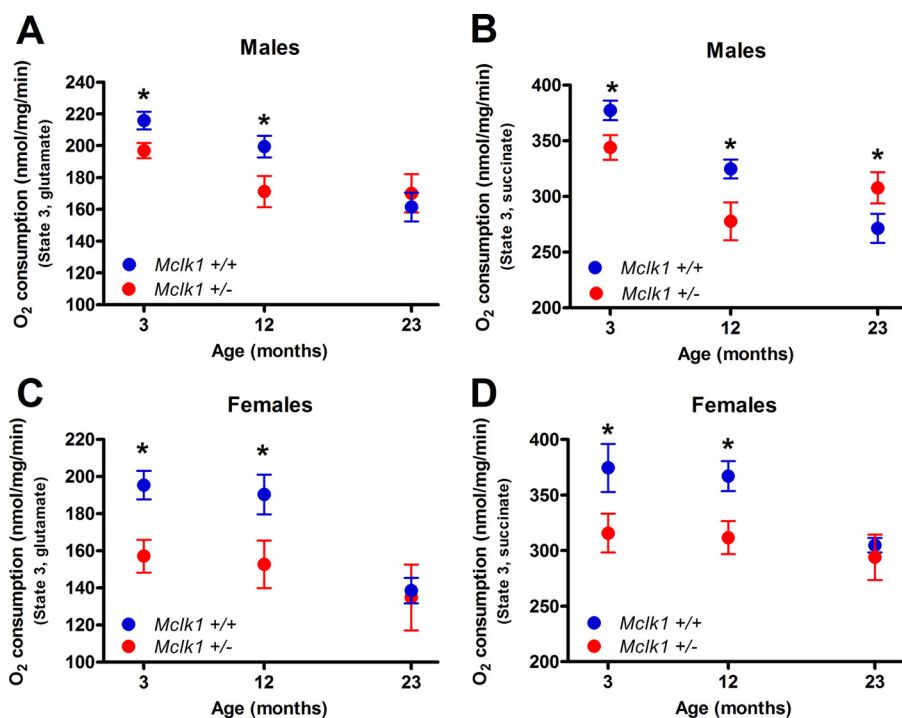 A
Males
O2 consumption (nmol/mg/min)
(State 3, glutamate)
240
220
200
180
160
140
120
100
*
*
Mclk1 +/+
Mclk1 +/-
3
12
23
Age (months)
B
Males
O2 consumption (nmol/mg/min)
(State 3, succinate)
400
350
300
250
200
*
*
*
Mclk1 +/+
Mclk1 +/-
3
12
23
Age (months)
C
Females
O2 consumption (nmol/mg/min)
(State 3, glutamate)
220
200
180
160
140
120
100
*
*
Mclk1 +/+
Mclk1 +/-
3
12
23
Age (months)
D
Females
O2 consumption (nmol/mg/min)
(State 3, succinate)
400
350
300
250
200
*
*
Mclk1 +/+
Mclk1 +/-
3
12
23
Age (months)